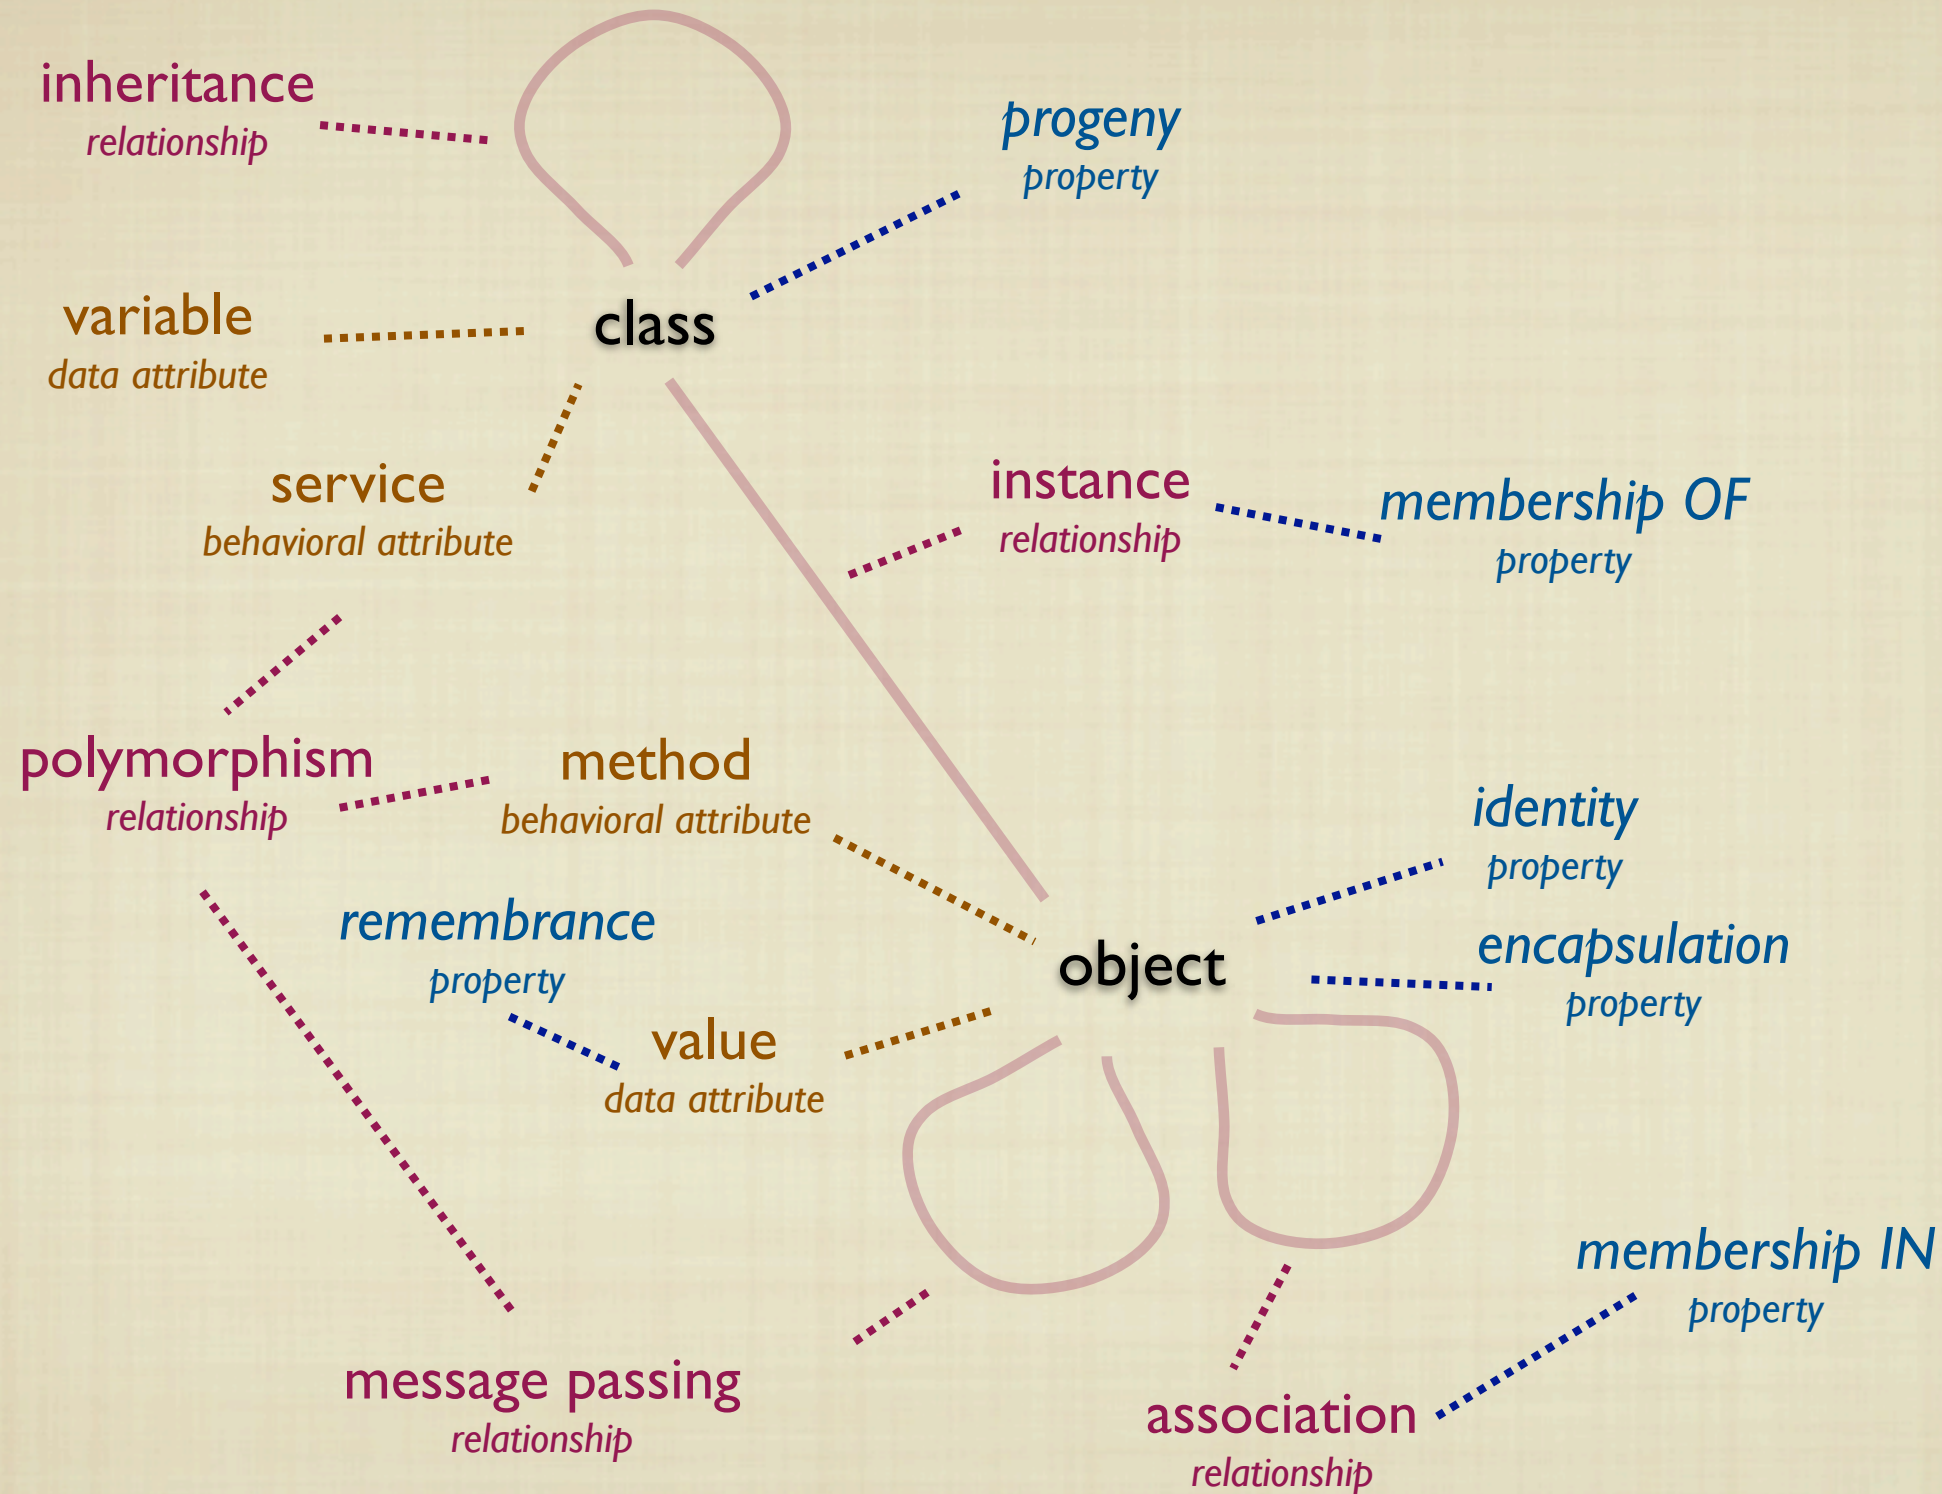 inheritance
relationship
progeny
property
variable
data attribute
class
service
behavioral attribute
instance
relationship
membership OF
property
polymorphism
relationship
method
behavioral attribute
identity
property
remembrance
property
object
encapsulation
property
value
data attribute
membership IN
property
message passing
relationship
association
relationship